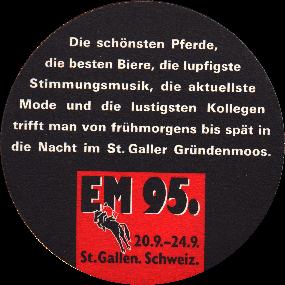 Die schönsten Pferde,
die besten Biere, die lupfigste
Stimmungsmusik, die aktuellste
Mode und die lustigsten Kollegen
trifft man von frühmorgens bis spät in
die Nacht im St. Galler Gründenmoos.
EM 95.
20.9.–24.9.
St.Gallen. Schweiz.